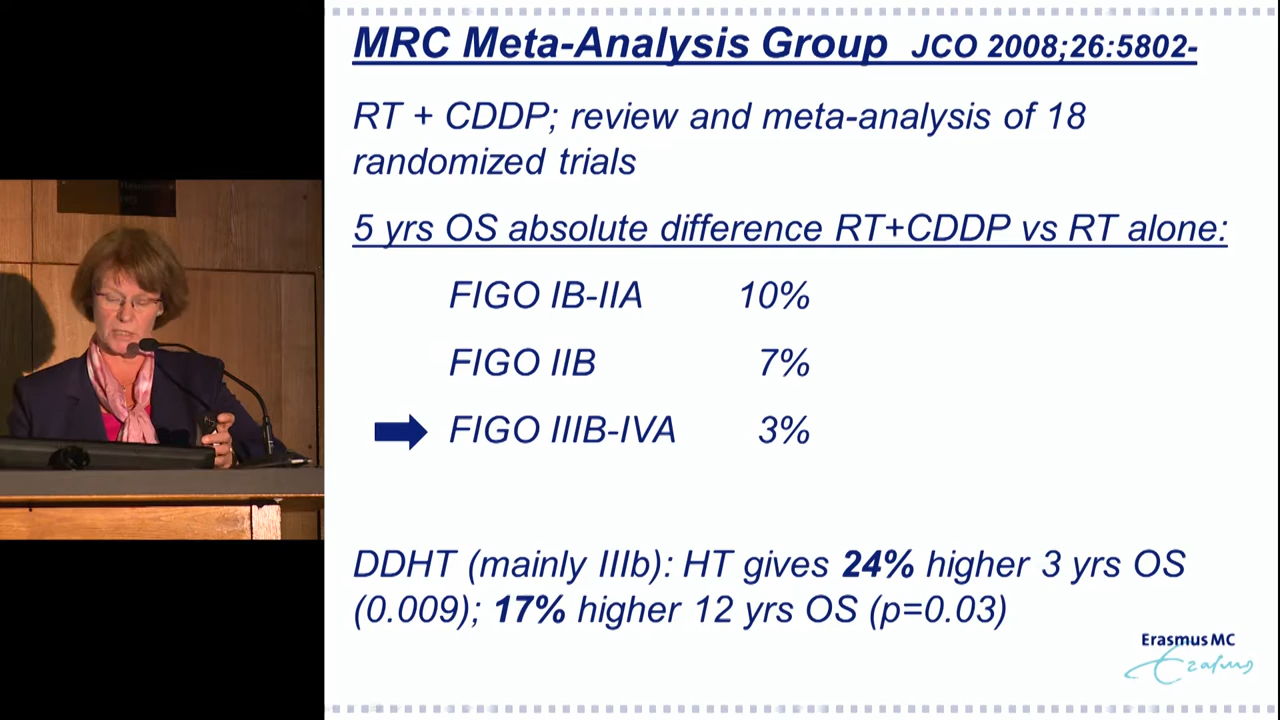 MRC Meta-Analysis Group JCO 2008;26:5802-
RT + CDDP; review and meta-analysis of 18
randomized trials
5 yrs OS absolute difference RT+CDDP vs RT alone:
FIGO IB-IIA 10%
FIGO IIB 7%
FIGO IIIB-IVA 3%
DDHT (mainly IIIb): HT gives 24% higher 3 yrs OS
(0.009); 17% higher 12 yrs OS (p=0.03)
Erasmus MC
Erasmus